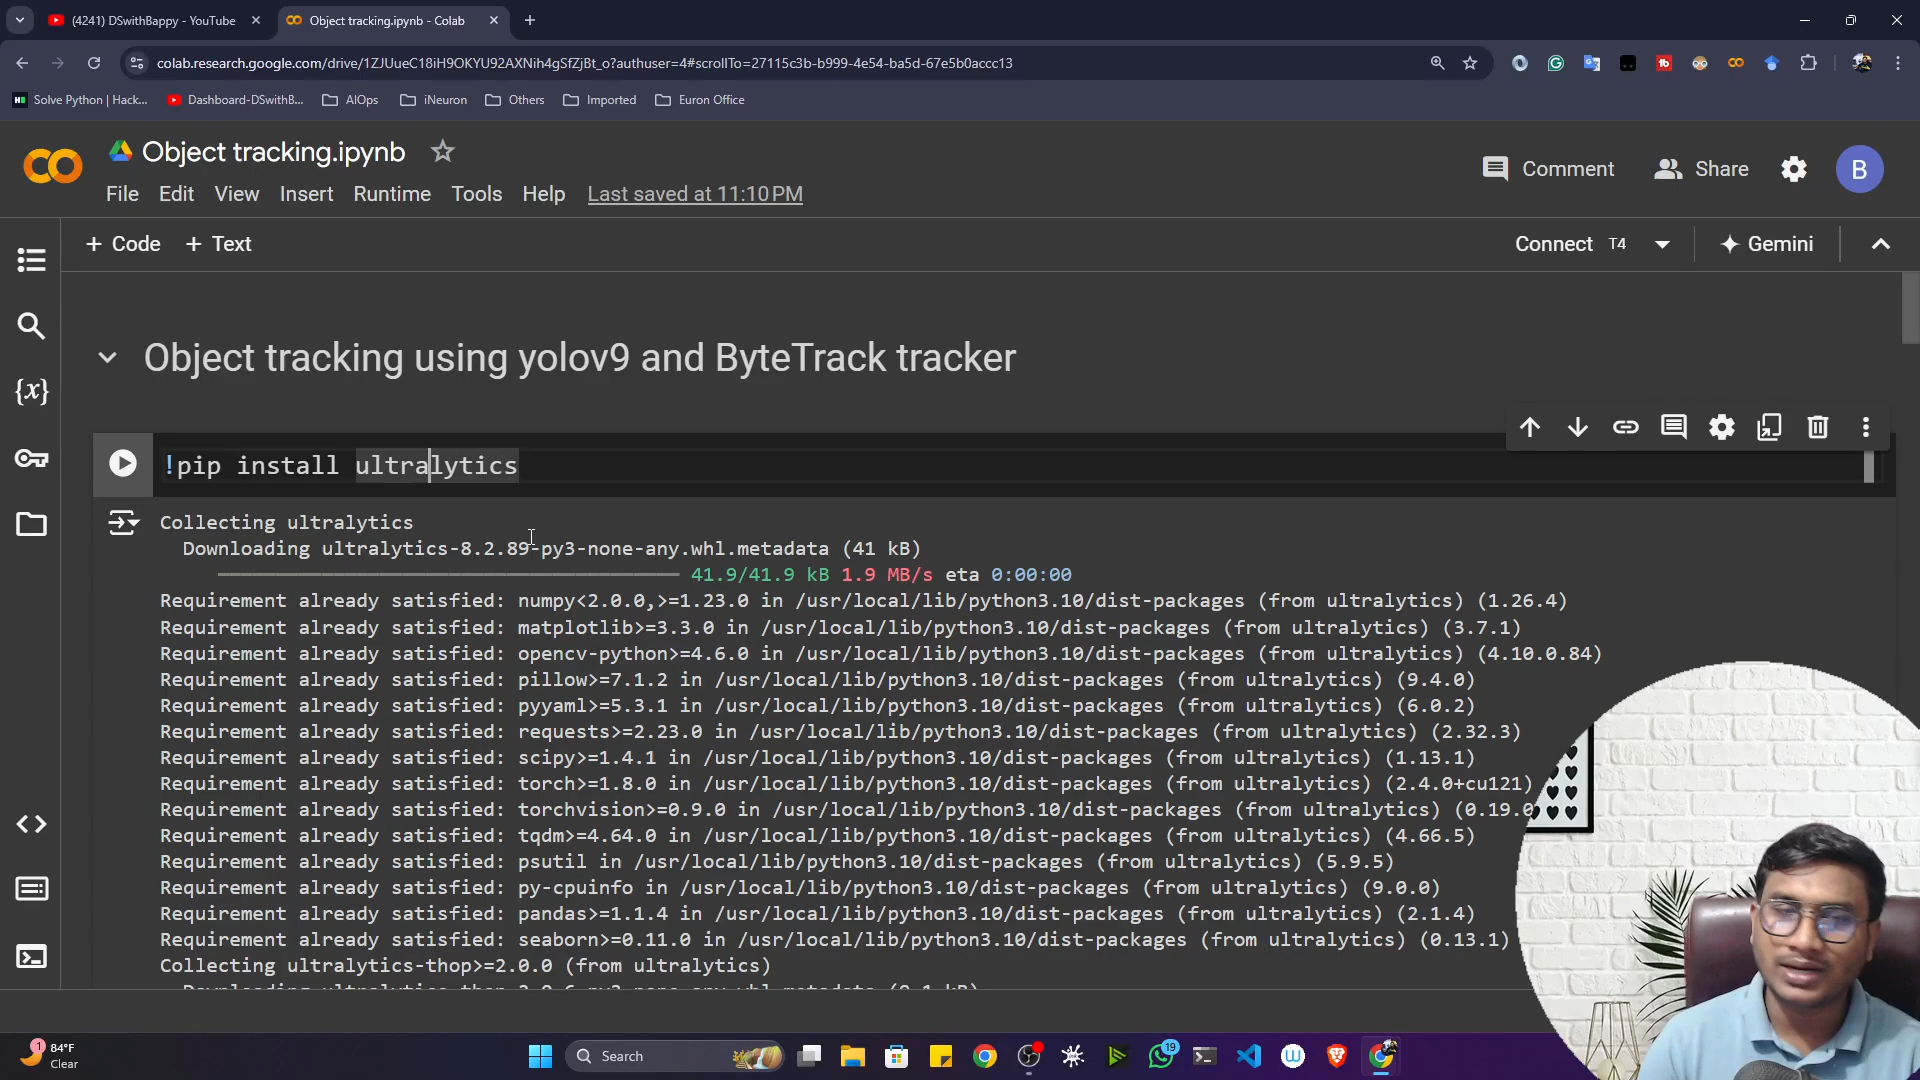 (4241) DSwithBappy - YouTube
Object tracking.ipynb - Colab
colab.research.google.com/drive/1ZJUueC18iH9OKYU92AXNih4gSfZjBt_o?authuser=4#scrollTo=27115c3b-b999-4e54-ba5d-67e5b0accc13
Solve Python | Hack...
Dashboard-DSwithB...
AIOps
iNeuron
Others
Imported
Euron Office
Object tracking.ipynb
Comment
Share
B
File Edit View Insert Runtime Tools Help Last saved at 11:10 PM
+ Code + Text
Connect T4
Gemini
Object tracking using yolov9 and ByteTrack tracker
!pip install ultralytics
Collecting ultralytics
Downloading ultralytics-8.2.89-py3-none-any.whl.metadata (41 kB)
41.9/41.9 kB 1.9 MB/s eta 0:00:00
Requirement already satisfied: numpy<2.0.0,>=1.23.0 in /usr/local/lib/python3.10/dist-packages (from ultralytics) (1.26.4)
Requirement already satisfied: matplotlib>=3.3.0 in /usr/local/lib/python3.10/dist-packages (from ultralytics) (3.7.1)
Requirement already satisfied: opencv-python>=4.6.0 in /usr/local/lib/python3.10/dist-packages (from ultralytics) (4.10.0.84)
Requirement already satisfied: pillow>=7.1.2 in /usr/local/lib/python3.10/dist-packages (from ultralytics) (9.4.0)
Requirement already satisfied: pyyaml>=5.3.1 in /usr/local/lib/python3.10/dist-packages (from ultralytics) (6.0.2)
Requirement already satisfied: requests>=2.23.0 in /usr/local/lib/python3.10/dist-packages (from ultralytics) (2.32.3)
Requirement already satisfied: scipy>=1.4.1 in /usr/local/lib/python3.10/dist-packages (from ultralytics) (1.13.1)
Requirement already satisfied: torch>=1.8.0 in /usr/local/lib/python3.10/dist-packages (from ultralytics) (2.4.0+cu121)
Requirement already satisfied: torchvision>=0.9.0 in /usr/local/lib/python3.10/dist-packages (from ultralytics) (0.19.0
Requirement already satisfied: tqdm>=4.64.0 in /usr/local/lib/python3.10/dist-packages (from ultralytics) (4.66.5)
Requirement already satisfied: psutil in /usr/local/lib/python3.10/dist-packages (from ultralytics) (5.9.5)
Requirement already satisfied: py-cpuinfo in /usr/local/lib/python3.10/dist-packages (from ultralytics) (9.0.0)
Requirement already satisfied: pandas>=1.1.4 in /usr/local/lib/python3.10/dist-packages (from ultralytics) (2.1.4)
Requirement already satisfied: seaborn>=0.11.0 in /usr/local/lib/python3.10/dist-packages (from ultralytics) (0.13.1)
Collecting ultralytics-thop>=2.0.0 (from ultralytics)
1
84°F
Clear
Search
19